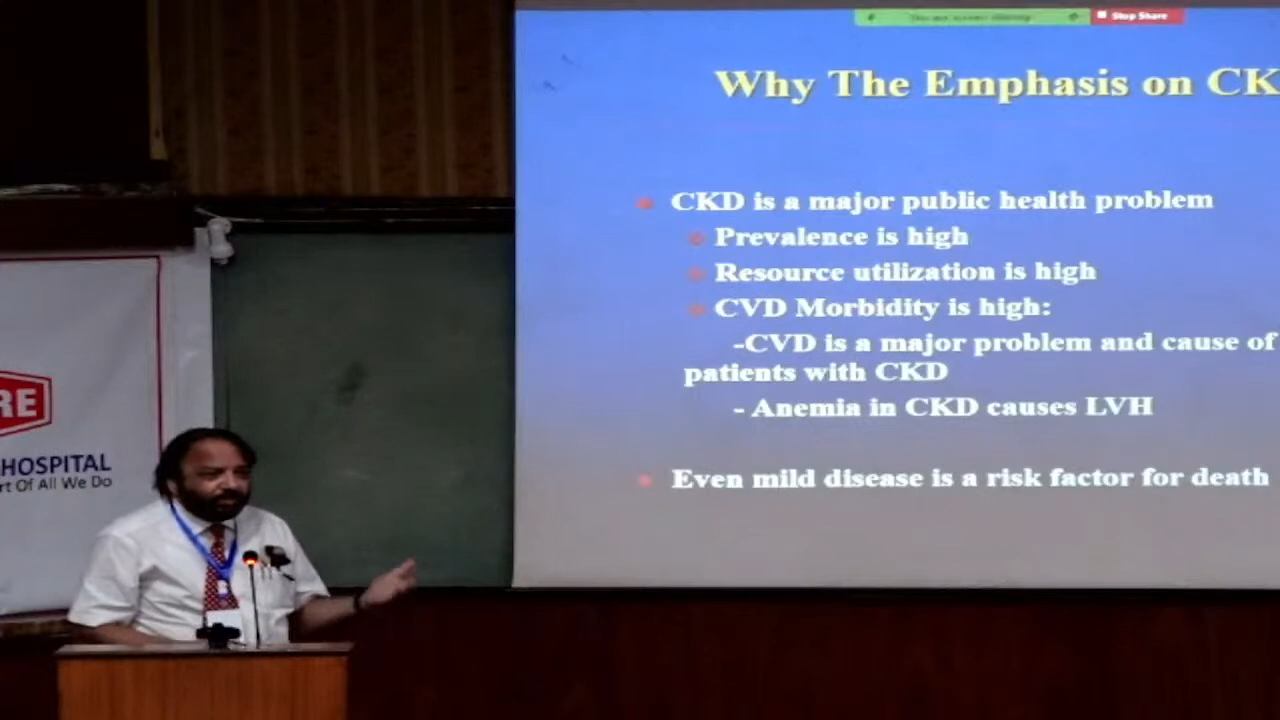 Stop Share
Why The Emphasis on CK
CKD is a major public health problem
Prevalence is high
Resource utilization is high
CVD Morbidity is high:
-CVD is a major problem and cause of
patients with CKD
- Anemia in CKD causes LVH
Even mild disease is a risk factor for death
RE
HOSPITAL
rt Of All We Do